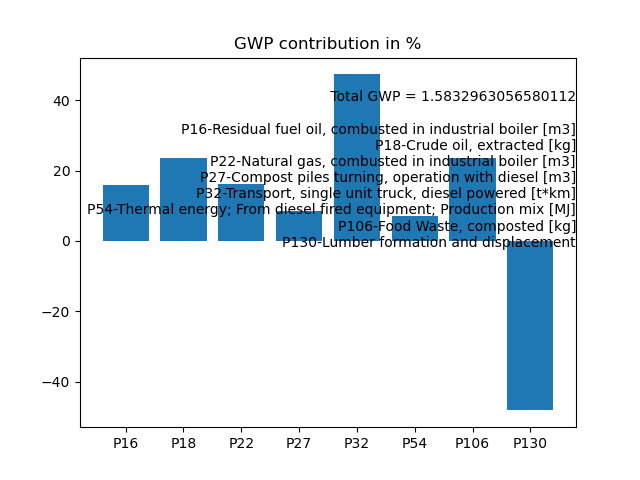 GWP contribution in %
40
20
0
−20
−40
Total GWP = 1.5832963056580112
P16-Residual fuel oil, combusted in industrial boiler [m3]
P18-Crude oil, extracted [kg]
P22-Natural gas, combusted in industrial boiler [m3]
P27-Compost piles turning, operation with diesel [m3]
P32-Transport, single unit truck, diesel powered [t*km]
P54-Thermal energy; From diesel fired equipment; Production mix [MJ]
P106-Food Waste, composted [kg]
P130-Lumber formation and displacement
P16 P18 P22 P27 P32 P54 P106 P130